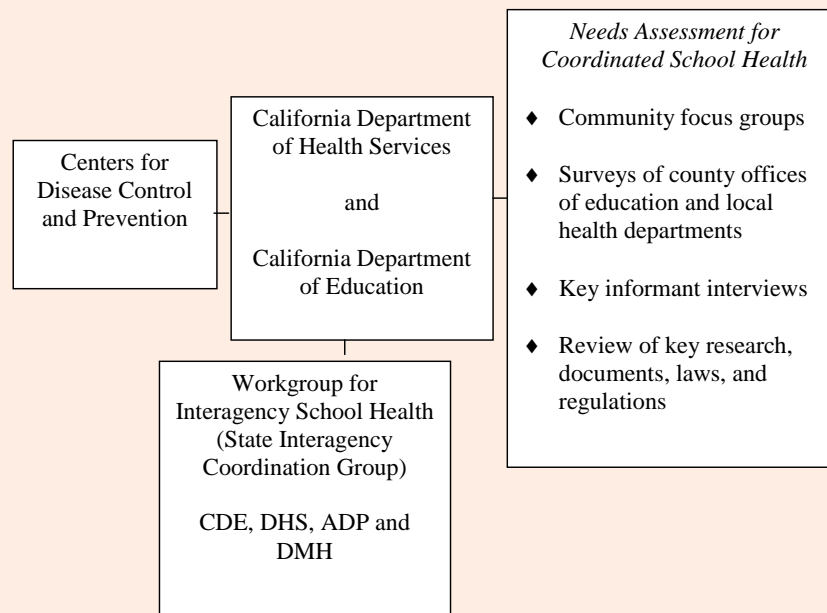 Centers for
Disease Control
and Prevention
California Department
of Health Services
and
California Department
of Education
Needs Assessment for
Coordinated School Health
♦ Community focus groups
♦ Surveys of county offices
of education and local
health departments
♦ Key informant interviews
♦ Review of key research,
documents, laws, and
regulations
Workgroup for
Interagency School Health
(State Interagency
Coordination Group)
CDE, DHS, ADP and
DMH